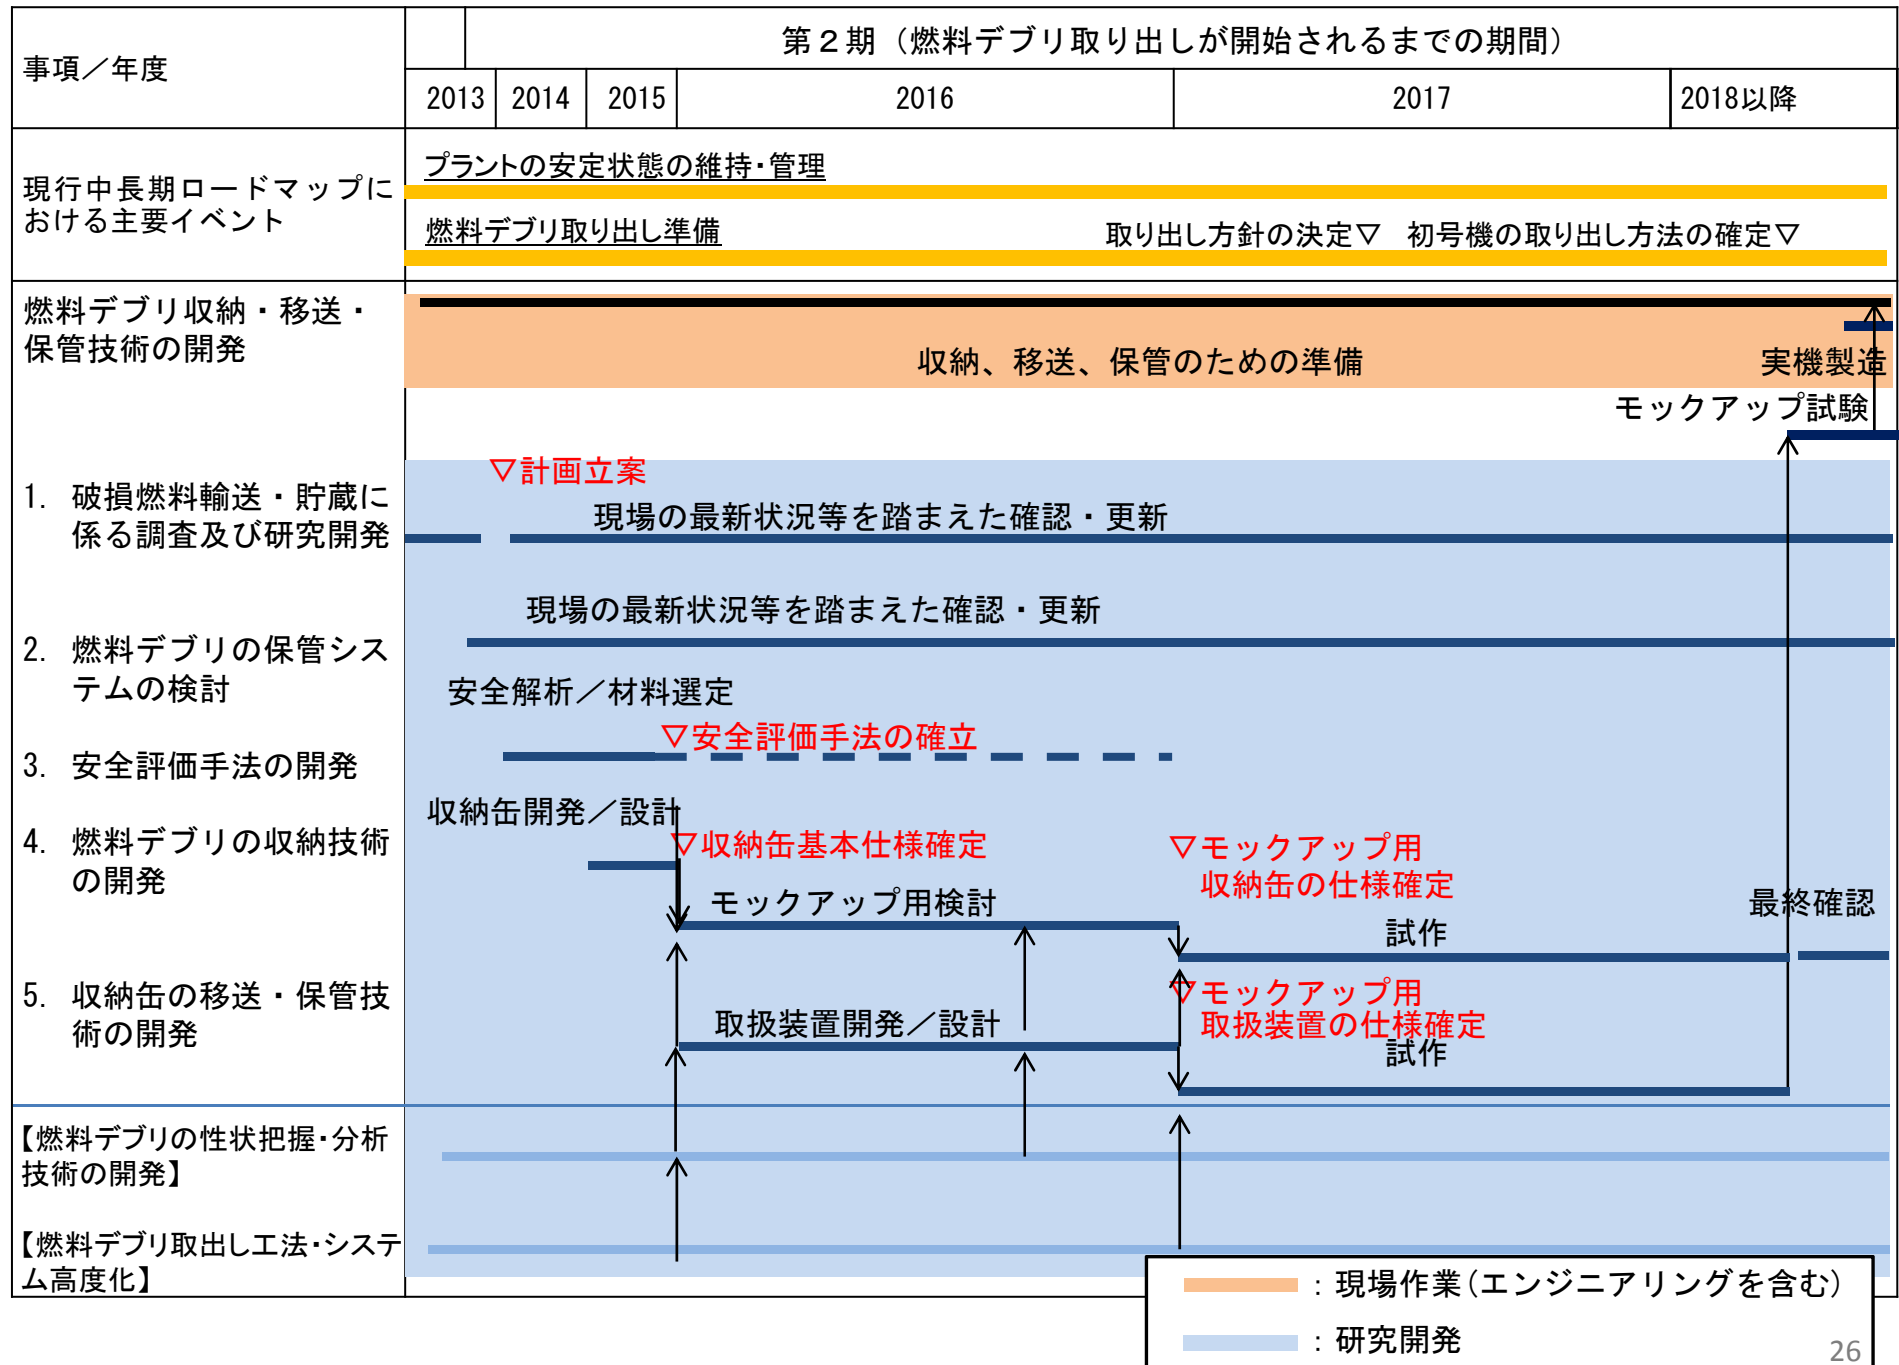 事項／年度
第２期（燃料デブリ取り出しが開始されるまでの期間）
2013
2014
2015
2016
2017
2018以降
現行中長期ロードマップに
おける主要イベント
プラントの安定状態の維持・管理
燃料デブリ取り出し準備
取り出し方針の決定▽
初号機の取り出し方法の確定▽
燃料デブリ収納・移送・
保管技術の開発
収納、移送、保管のための準備
実機製造
モックアップ試験
▽計画立案
1. 破損燃料輸送・貯蔵に
係る調査及び研究開発
現場の最新状況等を踏まえた確認・更新
現場の最新状況等を踏まえた確認・更新
2. 燃料デブリの保管シス
テムの検討
安全解析／材料選定
▽安全評価手法の確立
3. 安全評価手法の開発
収納缶開発／設計
4. 燃料デブリの収納技術
の開発
▽収納缶基本仕様確定
▽モックアップ用
収納缶の仕様確定
モックアップ用検討
最終確認
試作
5. 収納缶の移送・保管技
術の開発
▽モックアップ用
取扱装置の仕様確定
取扱装置開発／設計
試作
【燃料デブリの性状把握・分析
技術の開発】
【燃料デブリ取出し工法・システ
ム高度化】
：現場作業（エンジニアリングを含む）
：研究開発
26